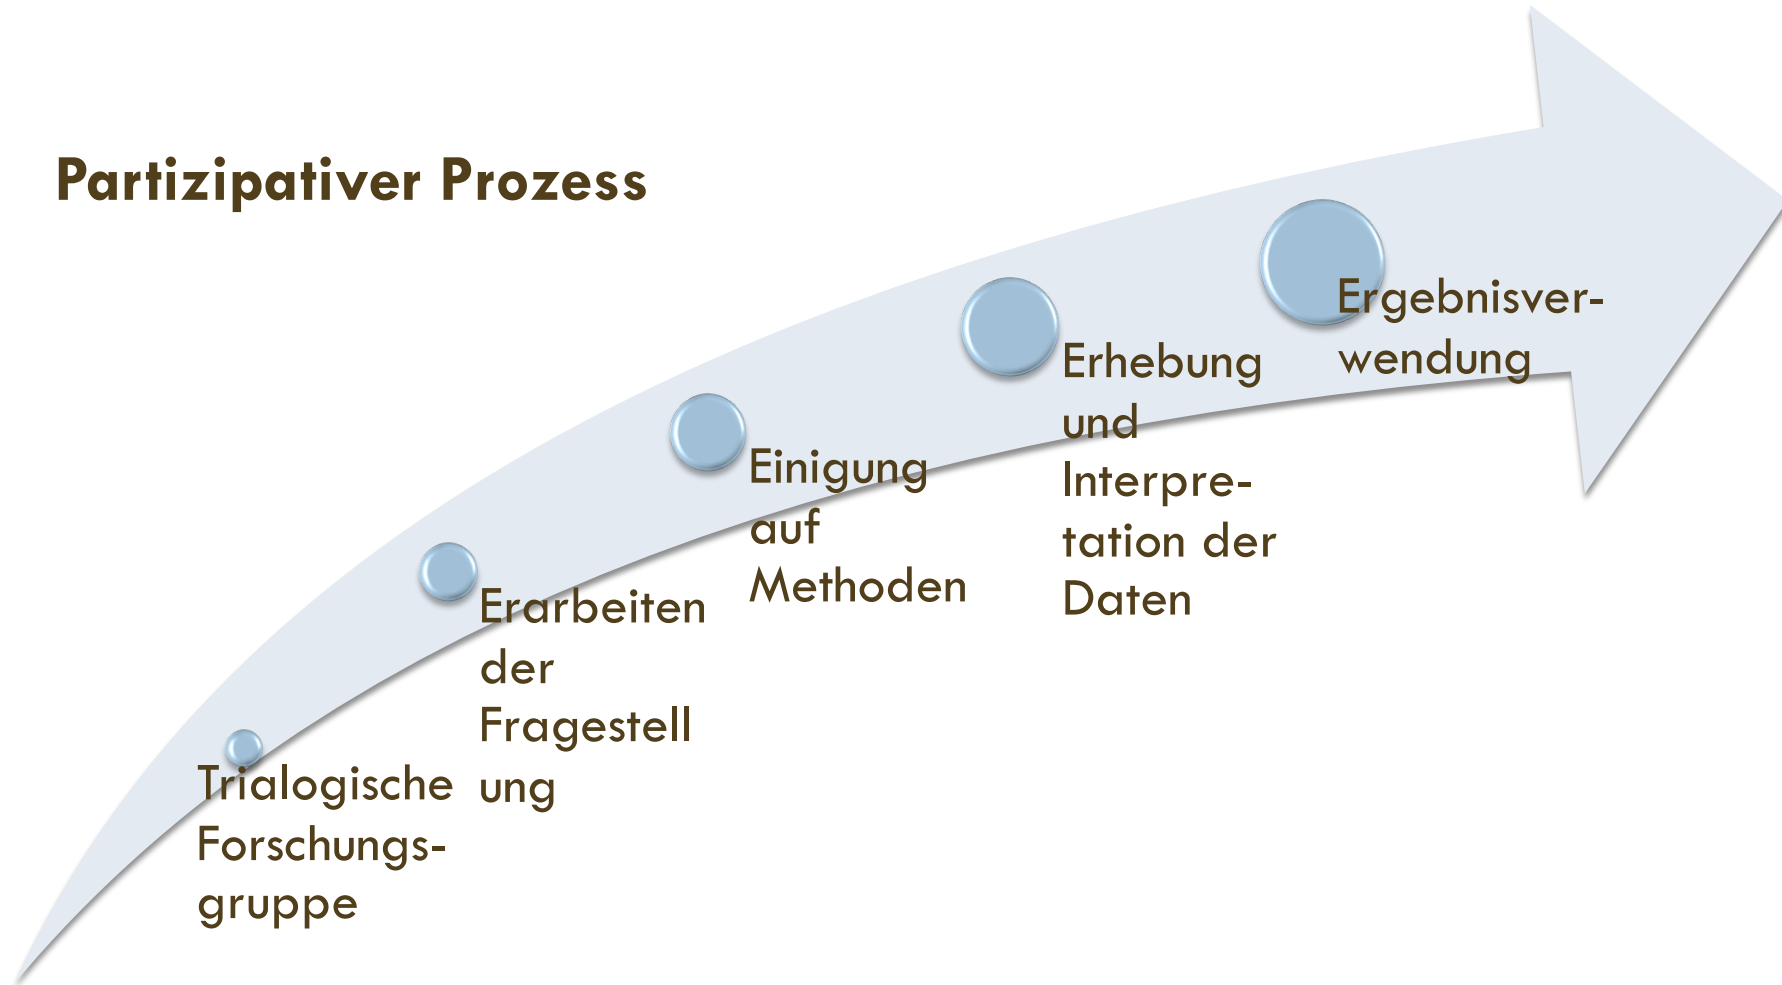 Partizipativer Prozess
Trialogische
Forschungs-
gruppe
Erarbeiten
der
Fragestell
ung
Einigung
auf
Methoden
Erhebung
und
Interpre-
tation der
Daten
Ergebnisver-
wendung